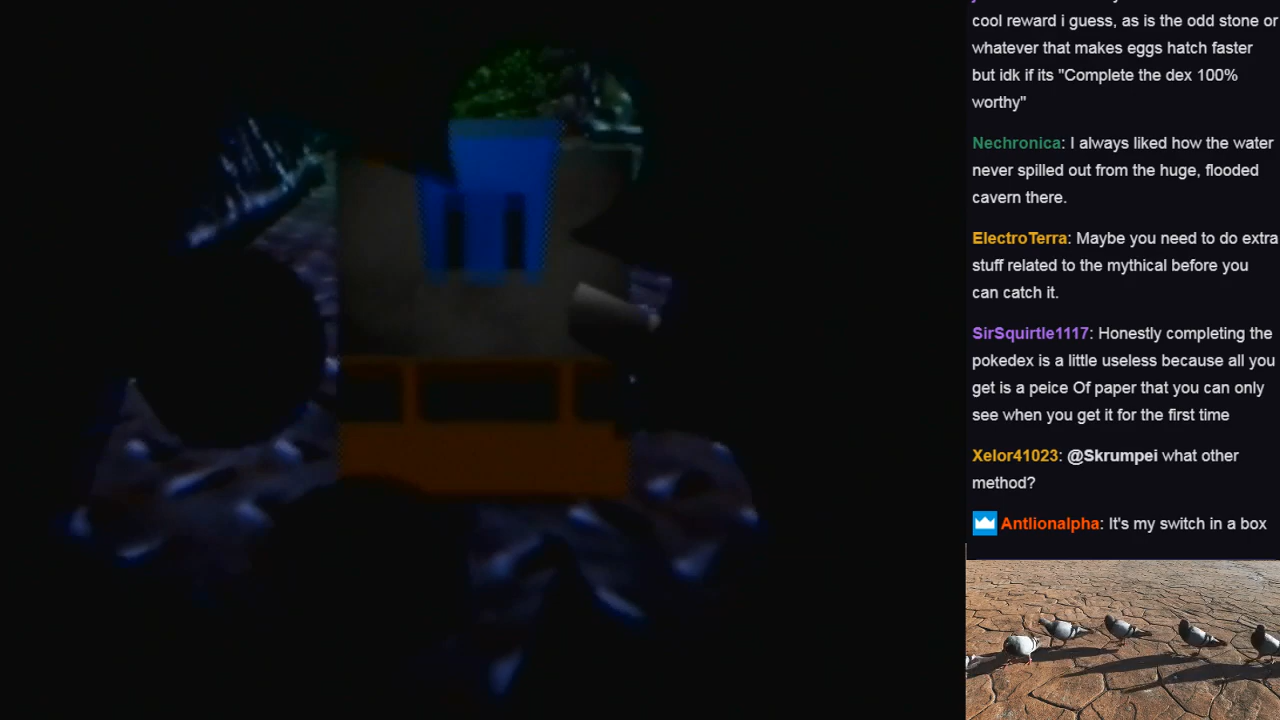 cool reward i guess, as is the odd stone or
whatever that makes eggs hatch faster
but idk if its "Complete the dex 100%
worthy"
Nechronica: I always liked how the water
never spilled out from the huge, flooded
cavern there.
ElectroTerra: Maybe you need to do extra
stuff related to the mythical before you
can catch it.
SirSquirtle1117: Honestly completing the
pokedex is a little useless because all you
get is a peice Of paper that you can only
see when you get it for the first time
Xelor41023: @Skrumpei what other
method?
Antlionalpha: It's my switch in a box